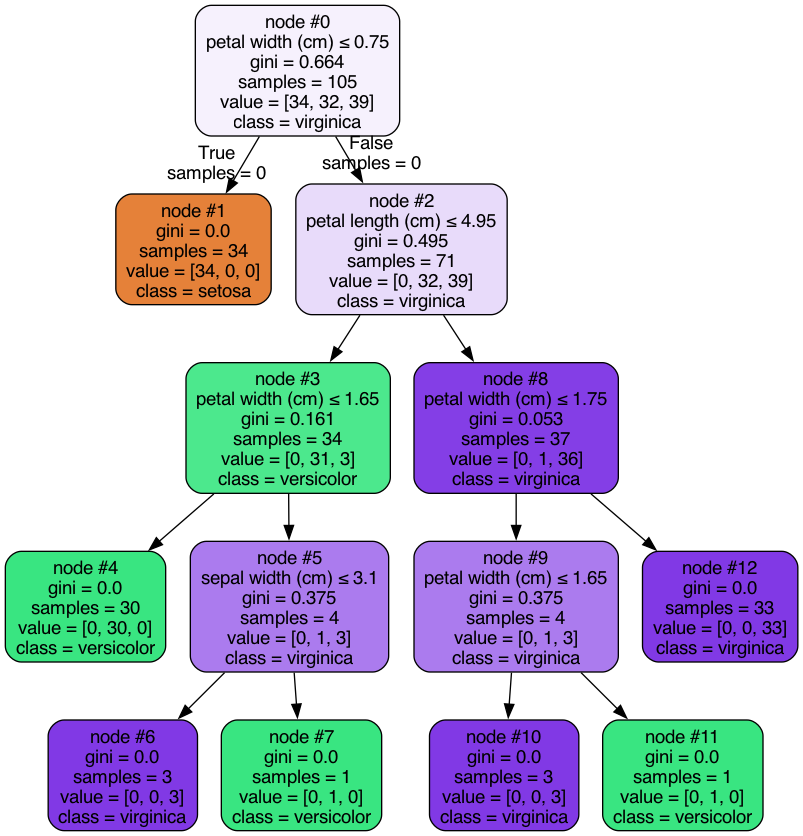 node #0
petal width (cm) ≤ 0.75
gini = 0.664
samples = 105
value = [34, 32, 39]
class = virginica
True
samples = 0
False
samples = 0
node #1
gini = 0.0
samples = 34
value = [34, 0, 0]
class = setosa
node #2
petal length (cm) ≤ 4.95
gini = 0.495
samples = 71
value = [0, 32, 39]
class = virginica
node #3
petal width (cm) ≤ 1.65
gini = 0.161
samples = 34
value = [0, 31, 3]
class = versicolor
node #8
petal width (cm) ≤ 1.75
gini = 0.053
samples = 37
value = [0, 1, 36]
class = virginica
node #4
gini = 0.0
samples = 30
value = [0, 30, 0]
class = versicolor
node #5
sepal width (cm) ≤ 3.1
gini = 0.375
samples = 4
value = [0, 1, 3]
class = virginica
node #9
petal width (cm) ≤ 1.65
gini = 0.375
samples = 4
value = [0, 1, 3]
class = virginica
node #12
gini = 0.0
samples = 33
value = [0, 0, 33]
class = virginica
node #6
gini = 0.0
samples = 3
value = [0, 0, 3]
class = virginica
node #7
gini = 0.0
samples = 1
value = [0, 1, 0]
class = versicolor
node #10
gini = 0.0
samples = 3
value = [0, 0, 3]
class = virginica
node #11
gini = 0.0
samples = 1
value = [0, 1, 0]
class = versicolor